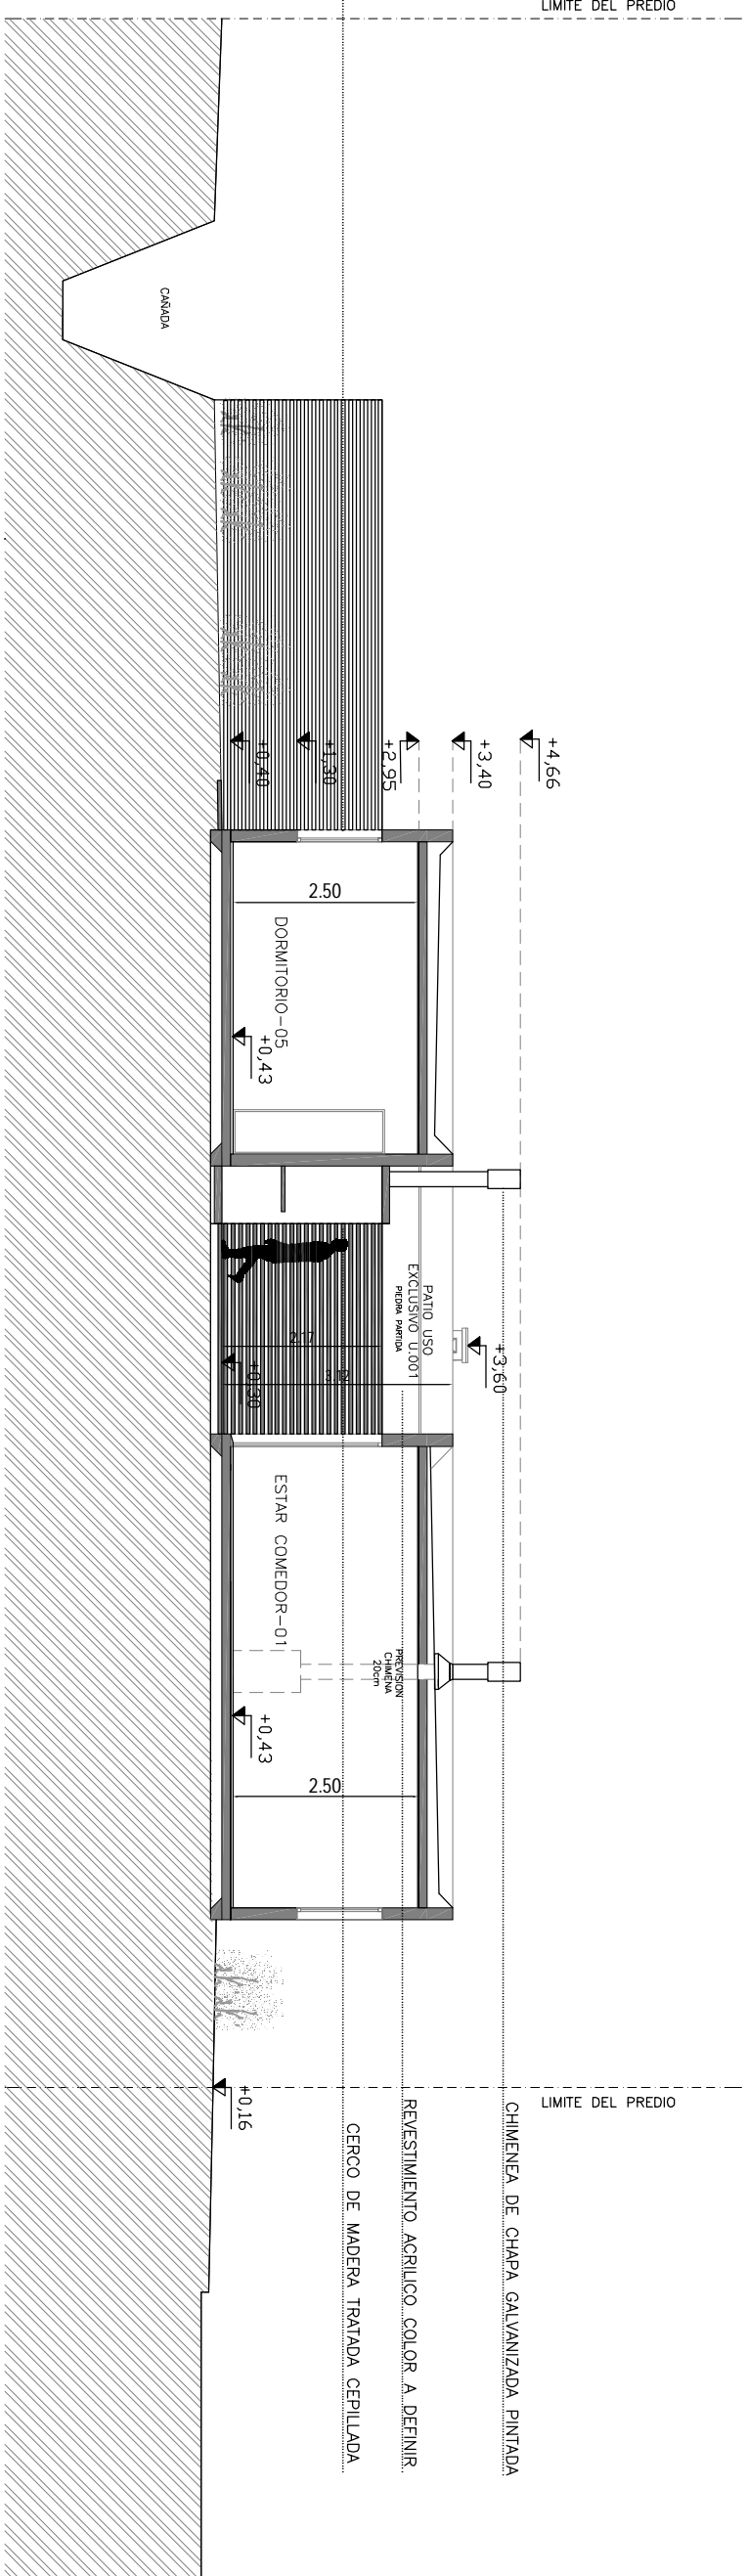 LIMITE DEL PREDIO
CAÑADA
+0,40
+1,30
+2,95
+3,40
+4,66
2.50
DORMITORIO-05
+0,43
PATIO USO
EXCLUSIVO U.001
PIEDRA PARTIDA
2.17
3.12
+0.30
+3,60
ESTAR COMEDOR-01
PREVISION
CHIMENA
20cm
+0,43
2.50
+0,16
LIMITE DEL PREDIO
CHIMENEA DE CHAPA GALVANIZADA PINTADA
REVESTIMIENTO ACRILICO COLOR A DEFINIR
CERCO DE MADERA TRATADA CEPILLADA